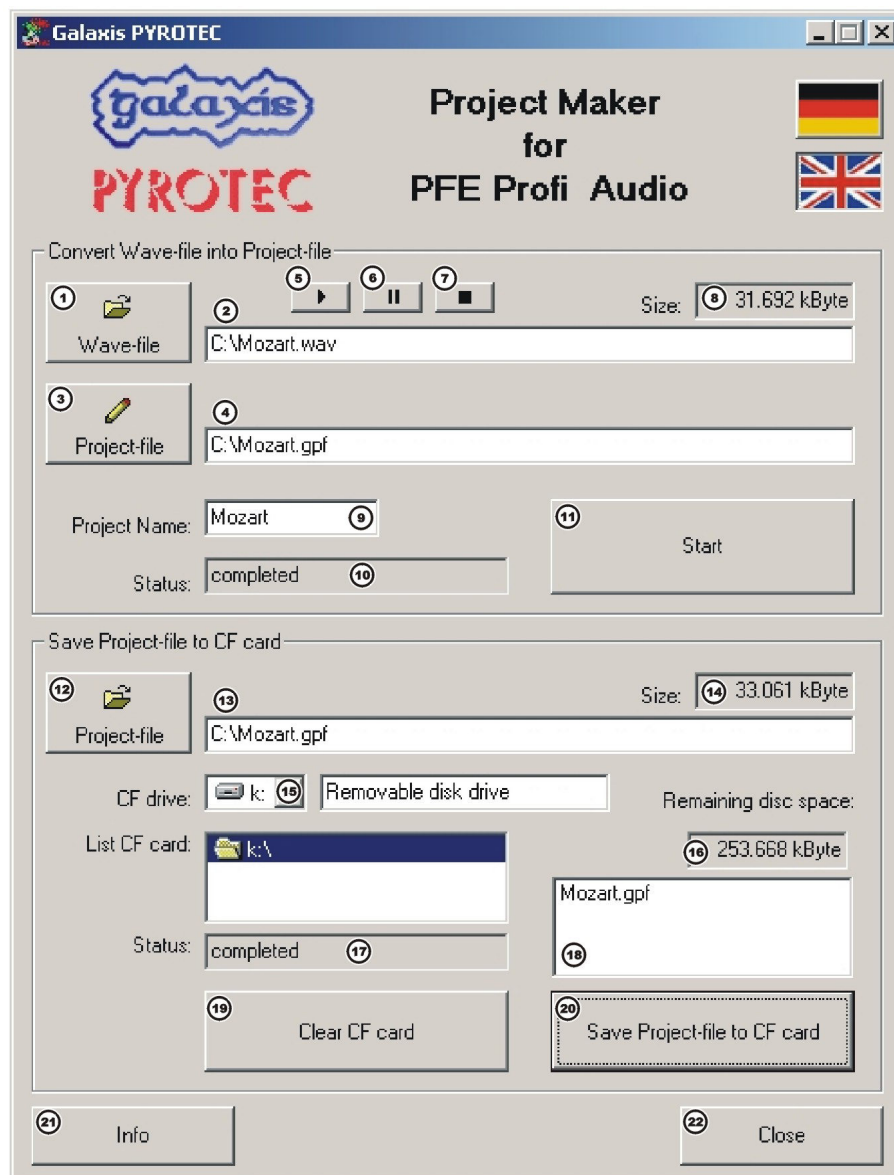 Galaxis PYROTEC
galaxis
PYROTEC
Project Maker
for
PFE Profi Audio
Convert Wave-file into Project-file
1
Wave-file
2
5
6
7
Size:
8
31.692 kByte
C:\Mozart.wav
3
Project-file
4
C:\Mozart.gpf
Project Name:
Mozart
9
Status:
completed
10
11
Start
Save Project-file to CF card
12
Project-file
13
Size:
14
33.061 kByte
C:\Mozart.gpf
CF drive:
k:
15
Removable disk drive
Remaining disc space:
List CF card:
k:\
16
253.668 kByte
Mozart.gpf
18
Status:
completed
17
19
Clear CF card
20
Save Project-file to CF card
21
Info
22
Close